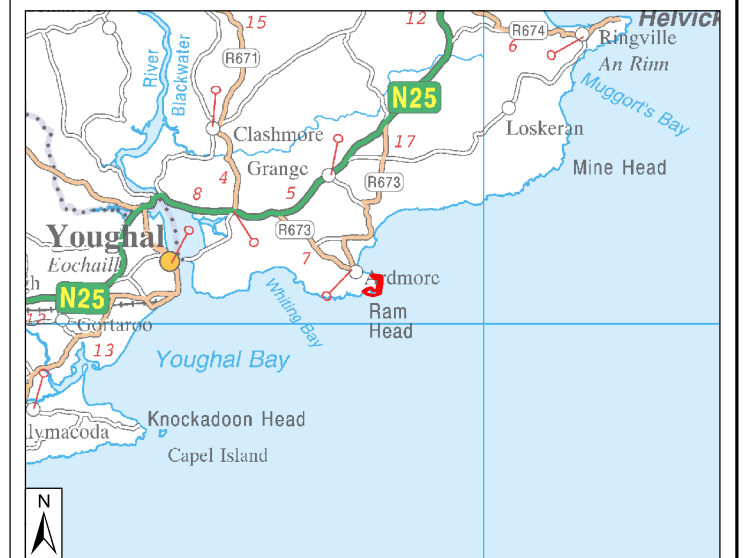 Helvick
15
12
R674
6
Ringville
An Rinn
River
Blackwater
R671
Muggort's Bay
N25
Clashmore
Loskeran
17
Grange
Mine Head
4
R673
8
5
Youghal
R673
Eochaill
7
Ardmore
gh
N25
Whiting Bay
Ram
Head
12
Gortaroo
13
Youghal Bay
Knockadoon Head
lymacoda
Capel Island
N